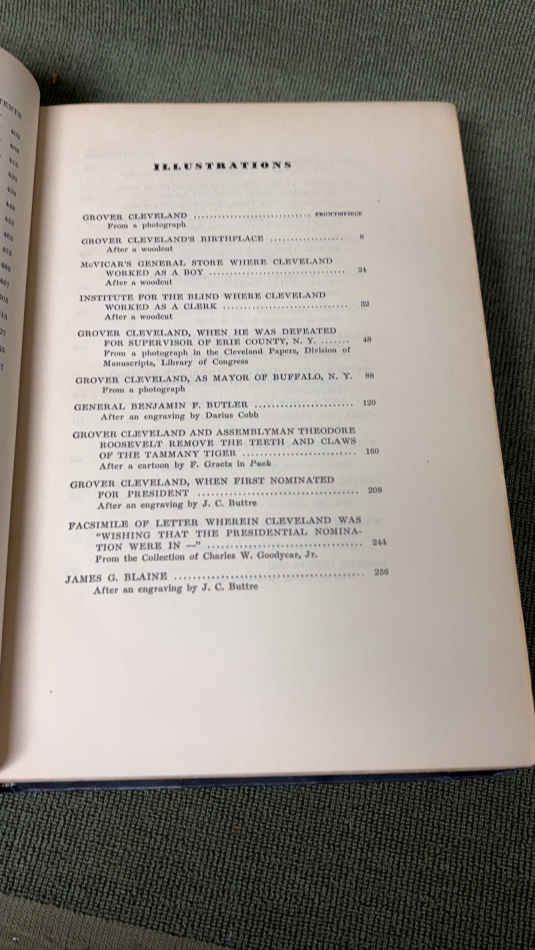 ILLUSTRATIONS
GROVER CLEVELAND .............................. FRONTISPIECE
From a photograph
GROVER CLEVELAND'S BIRTHPLACE ................... 6
After a woodcut
McVICAR'S GENERAL STORE WHERE CLEVELAND
WORKED AS A BOY .................................. 24
After a woodcut
INSTITUTE FOR THE BLIND WHERE CLEVELAND
WORKED AS A CLERK ............................... 32
After a woodcut
GROVER CLEVELAND, WHEN HE WAS DEFEATED
FOR SUPERVISOR OF ERIE COUNTY, N. Y. ....... 48
From a photograph in the Cleveland Papers, Division of
Manuscripts, Library of Congress
GROVER CLEVELAND, AS MAYOR OF BUFFALO, N. Y. 88
From a photograph
GENERAL BENJAMIN F. BUTLER ........................ 120
After an engraving by Darius Cobb
GROVER CLEVELAND AND ASSEMBLYMAN THEODORE
ROOSEVELT REMOVE THE TEETH AND CLAWS
OF THE TAMMANY TIGER ........................... 160
After a cartoon by F. Graetz in Puck
GROVER CLEVELAND, WHEN FIRST NOMINATED
FOR PRESIDENT ..................................... 208
After an engraving by J. C. Buttre
FACSIMILE OF LETTER WHEREIN CLEVELAND WAS
"WISHING THAT THE PRESIDENTIAL NOMINA-
TION WERE IN —" .................................... 244
From the Collection of Charles W. Goodyear, Jr.
JAMES G. BLAINE ........................................... 256
After an engraving by J. C. Buttre